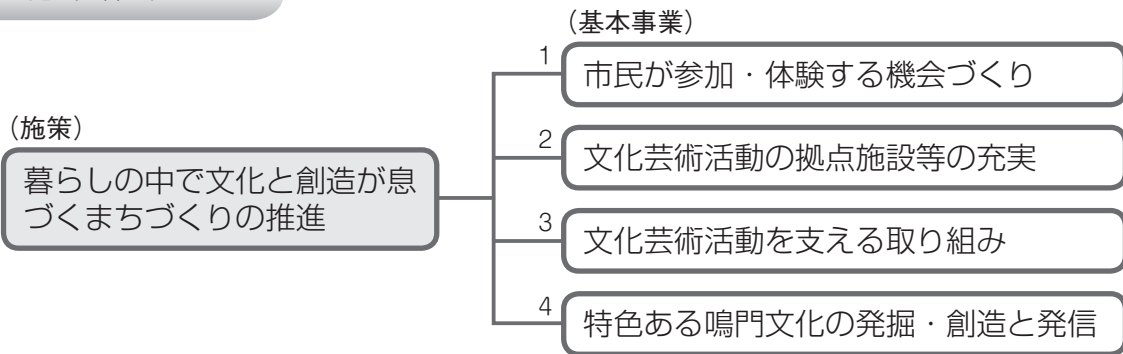 （基本事業）
1
市民が参加・体験する機会づくり
（施策）
2
文化芸術活動の拠点施設等の充実
暮らしの中で文化と創造が息
づくまちづくりの推進
3
文化芸術活動を支える取り組み
4
特色ある鳴門文化の発掘・創造と発信